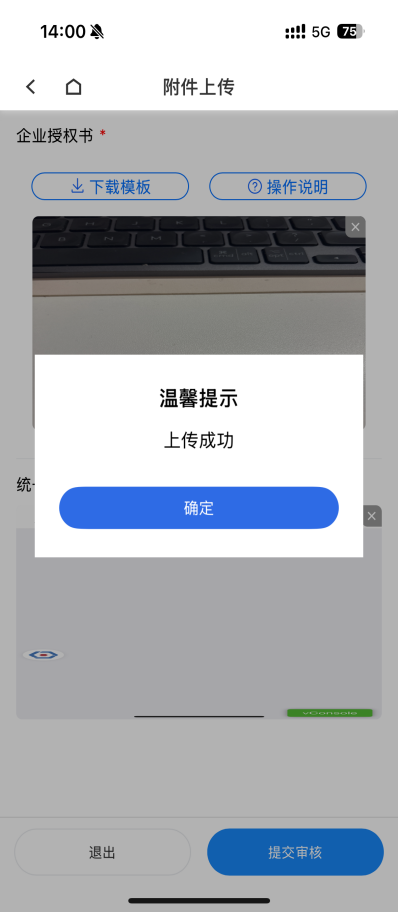 14:00
5G 75
附件上传
企业授权书 *
下载模板
操作说明
温馨提示
上传成功
统一
确定
vConsole
退出
提交审核